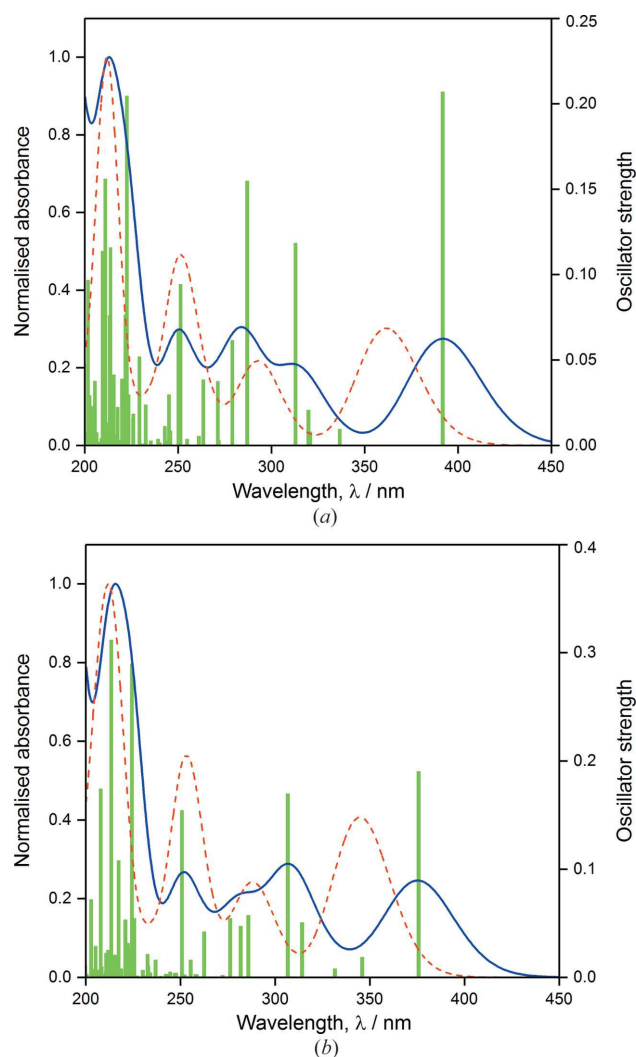 1.0
0.8
0.6
0.4
0.2
0.0
Normalised absorbance
0.25
0.20
0.15
0.10
0.05
0.00
Oscillator strength
200 250 300 350 400 450
Wavelength, λ / nm
(a)
1.0
0.8
0.6
0.4
0.2
0.0
Normalised absorbance
0.4
0.3
0.2
0.1
0.0
Oscillator strength
200 250 300 350 400 450
Wavelength, λ / nm
(b)